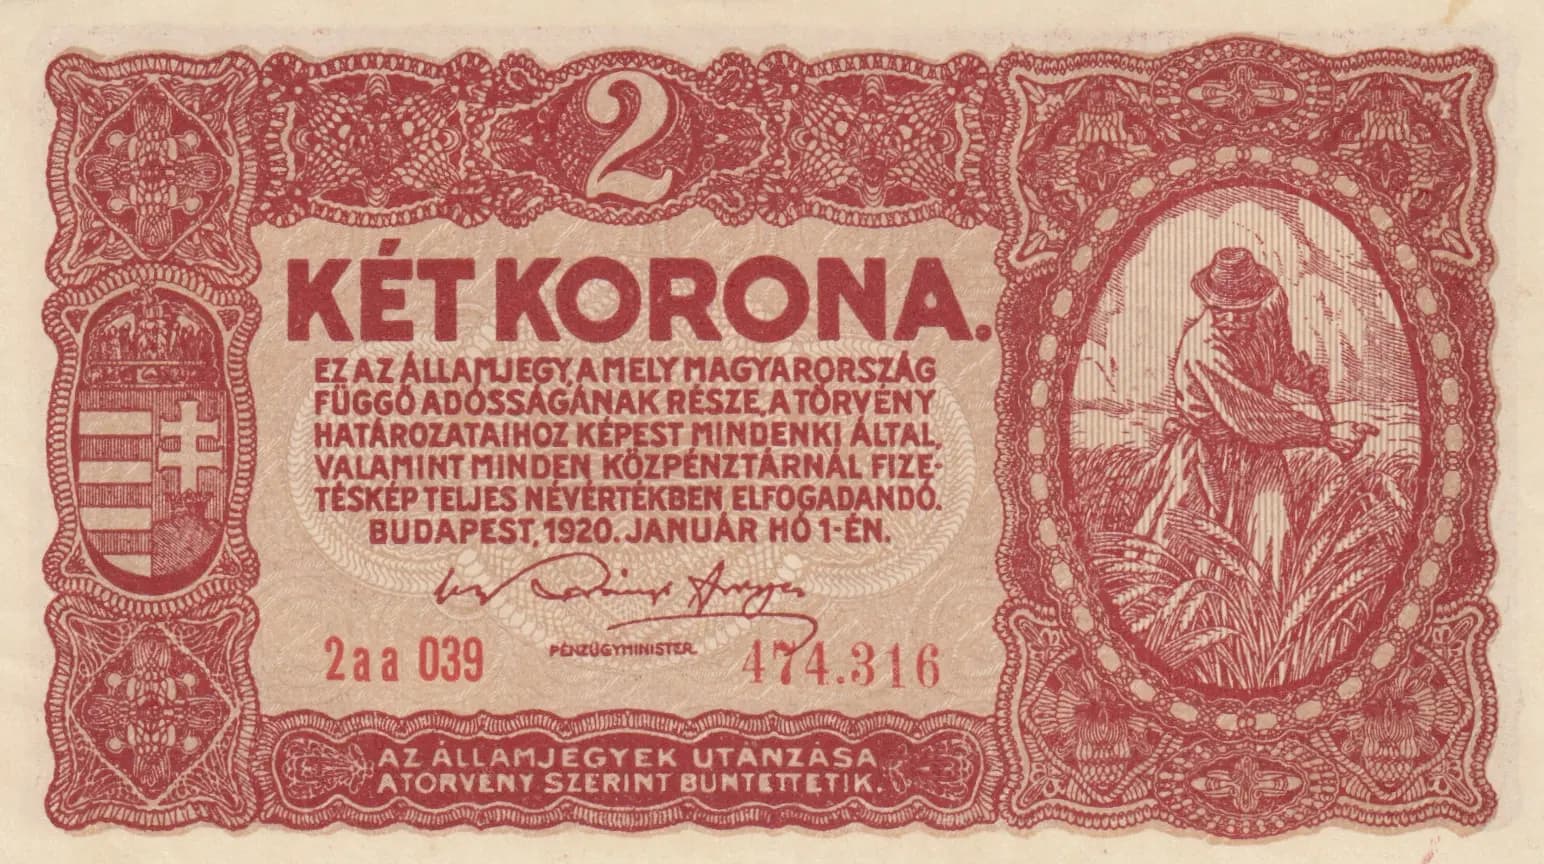 2
KÉT KORONA.
EZ AZ ÁLLAMJEGY, AMELY MAGYARORSZÁG
FÜGGŐ ADÓSSÁGÁNAK RÉSZE, A TÖRVÉNY
HATÁROZATAIHOZ KÉPEST MINDENKI ÁLTAL,
VALAMINT MINDEN KÖZPÉNZTÁRNÁL FIZE-
TÉSKÉP TELJES NÉVÉRTÉKBEN ELFOGADANDÓ.
BUDAPEST, 1920. JANUÁR HÓ 1-ÉN.
PÉNZÜGYMINISTER.
2aa 039 474.316
AZ ÁLLAMJEGYEK UTÁNZÁSA
A TÖRVÉNY SZERINT BÜNTETTETIK.